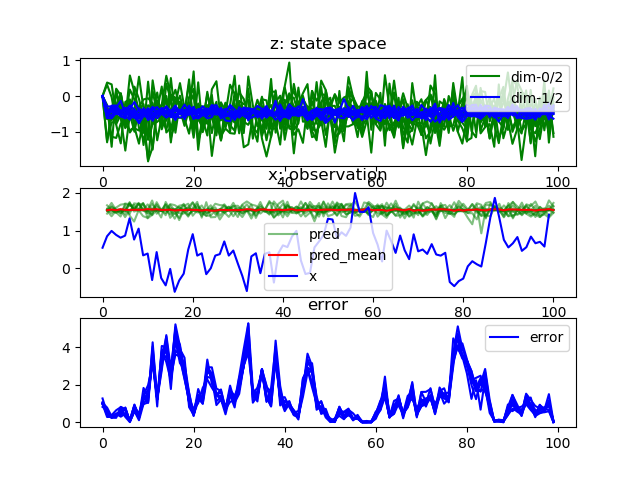 z: state space
1
0
−1
dim-0/2
dim-1/2
0 20 40 60 80 100
x: observation
2
1
0
pred
pred_mean
x
0 20 40 60 80 100
error
4
2
0
error
0 20 40 60 80 100